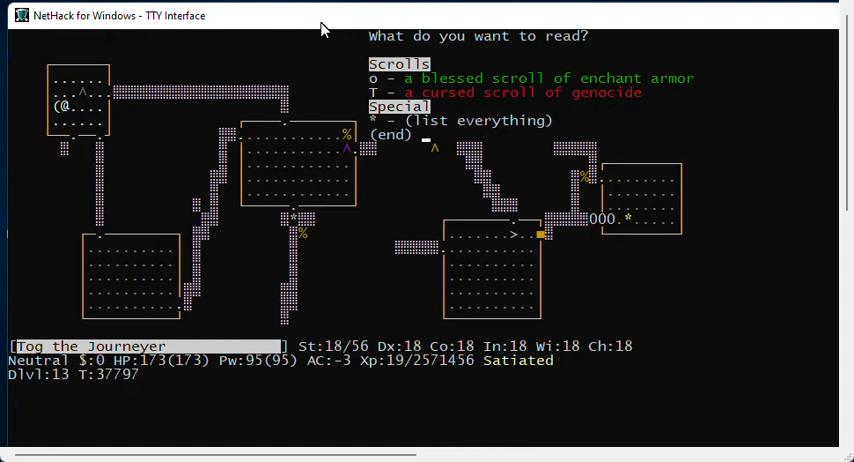 NetHack for Windows - TTY Interface
What do you want to read?
Scrolls
o - a blessed scroll of enchant armor
T - a cursed scroll of genocide
Special
* - (list everything)
(end)
[Tog the Journeyer ] St:18/56 Dx:18 Co:18 In:18 Wi:18 Ch:18
Neutral $:0 HP:173(173) Pw:95(95) AC:-3 Xp:19/2571456 Satiated
Dlvl:13 T:37797